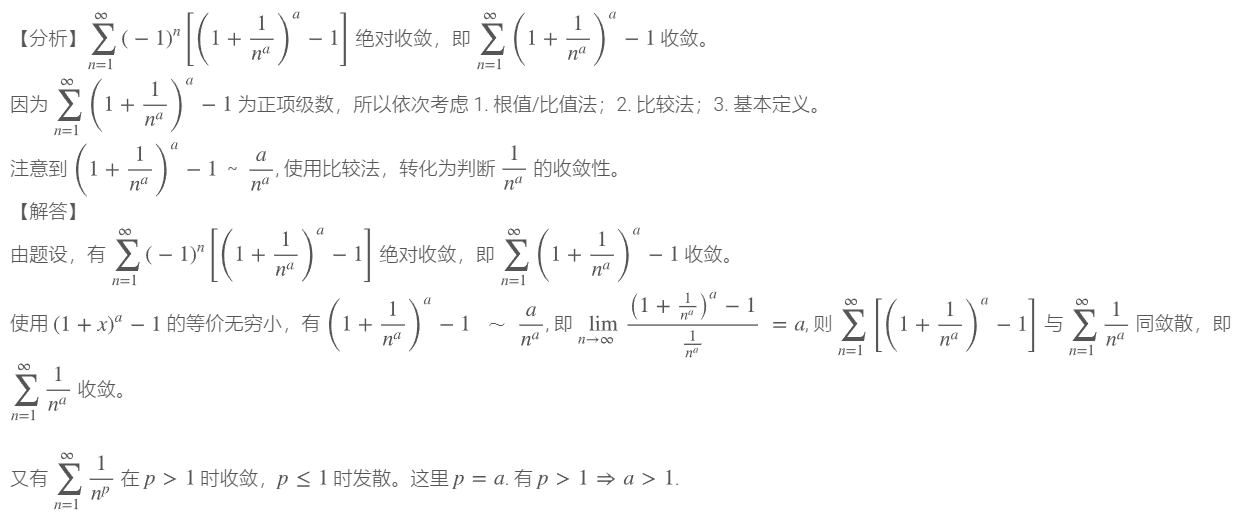 【分析】 $\sum_{n=1}^{\infty} (-1)^n \left[ \left( 1 + \frac{1}{n^a} \right)^a - 1 \right]$ 绝对收敛，即 $\sum_{n=1}^{\infty} \left( 1 + \frac{1}{n^a} \right)^a - 1$ 收敛。
因为 $\sum_{n=1}^{\infty} \left( 1 + \frac{1}{n^a} \right)^a - 1$ 为正项级数，所以依次考虑 1. 根值/比值法；2. 比较法；3. 基本定义。
注意到 $\left( 1 + \frac{1}{n^a} \right)^a - 1 \sim \frac{a}{n^a}$, 使用比较法，转化为判断 $\frac{1}{n^a}$ 的收敛性。
【解答】
由题设，有 $\sum_{n=1}^{\infty} (-1)^n \left[ \left( 1 + \frac{1}{n^a} \right)^a - 1 \right]$ 绝对收敛，即 $\sum_{n=1}^{\infty} \left( 1 + \frac{1}{n^a} \right)^a - 1$ 收敛。
使用 $(1 + x)^a - 1$ 的等价无穷小，有 $\left( 1 + \frac{1}{n^a} \right)^a - 1 \sim \frac{a}{n^a}$, 即 $\lim_{n \to \infty} \frac{\left( 1 + \frac{1}{n^a} \right)^a - 1}{\frac{1}{n^a}} = a$, 则 $\sum_{n=1}^{\infty} \left[ \left( 1 + \frac{1}{n^a} \right)^a - 1 \right]$ 与 $\sum_{n=1}^{\infty} \frac{1}{n^a}$ 同敛散，即
$\sum_{n=1}^{\infty} \frac{1}{n^a}$ 收敛。
又有 $\sum_{n=1}^{\infty} \frac{1}{n^p}$ 在 $p > 1$ 时收敛，$p \leq 1$ 时发散。这里 $p = a$. 有 $p > 1 \Rightarrow a > 1$.